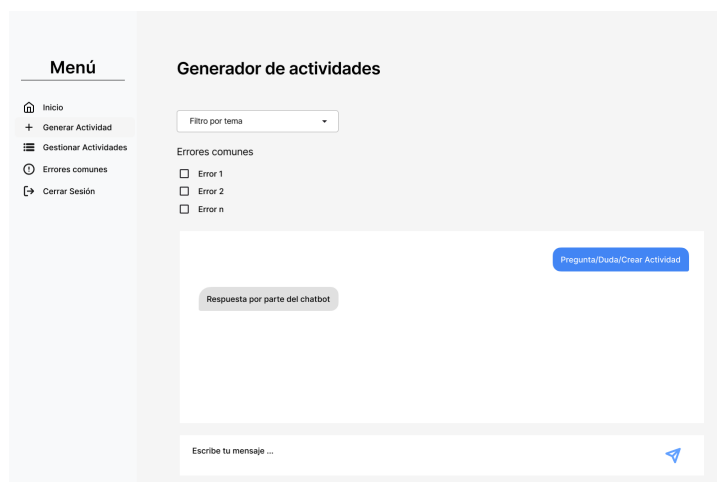 Menú
Inicio
Generar Actividad
Gestionar Actividades
Errores comunes
Cerrar Sesión
Generador de actividades
Filtro por tema
Errores comunes
Error 1
Error 2
Error n
Pregunta/Duda/Crear Actividad
Respuesta por parte del chatbot
Escribe tu mensaje ...